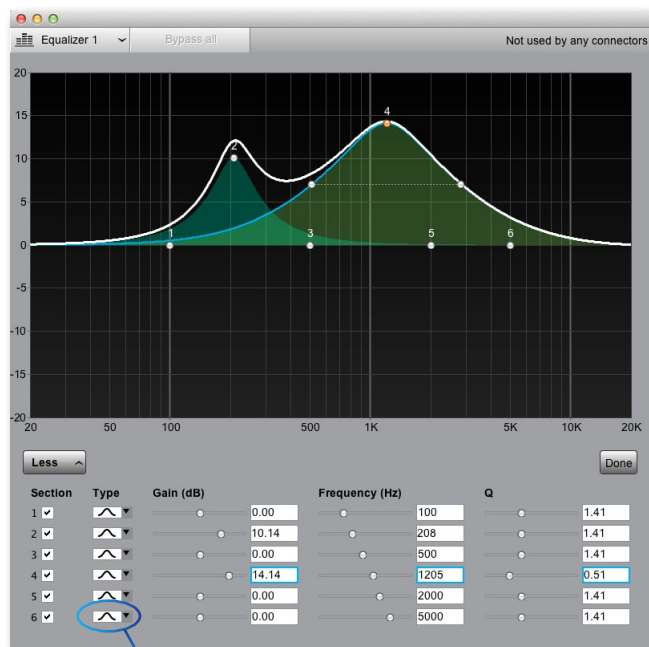 Equalizer 1 Bypass all Not used by any connectors
20
15
4
10
2
5
1 3 5 6
0
-5
-10
-15
-20
20 50 100 500 1K 5K 10K 20K
Less Done
Section Type Gain (dB) Frequency (Hz) Q
1 0.00 100 1.41
2 10.14 208 1.41
3 0.00 500 1.41
4 14.14 1205 0.51
5 0.00 2000 1.41
6 0.00 5000 1.41